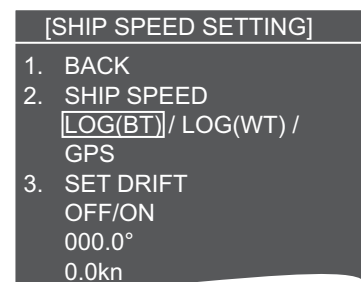 [SHIP SPEED SETTING]
1. BACK
2. SHIP SPEED
LOG(BT) / LOG(WT) /
GPS
3. SET DRIFT
OFF/ON
000.0°
0.0kn